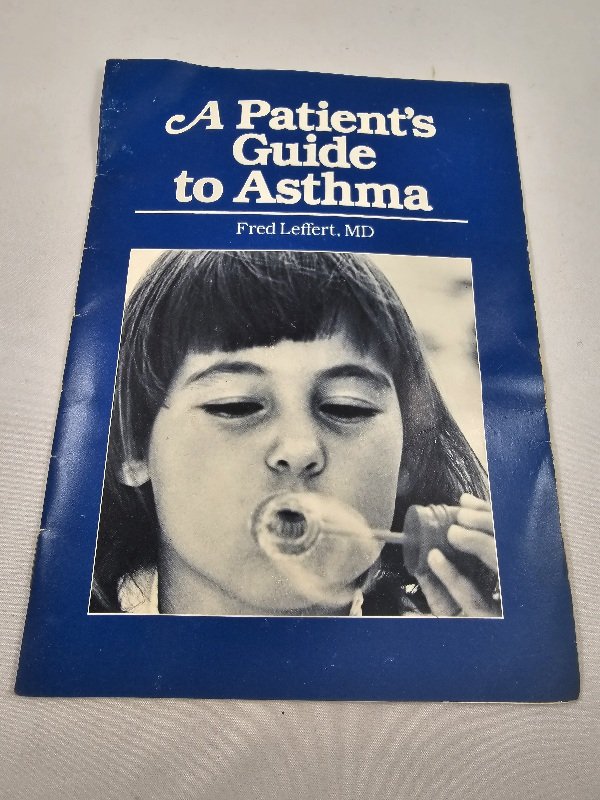 A Patient's
Guide
to Asthma
Fred Leffert, MD